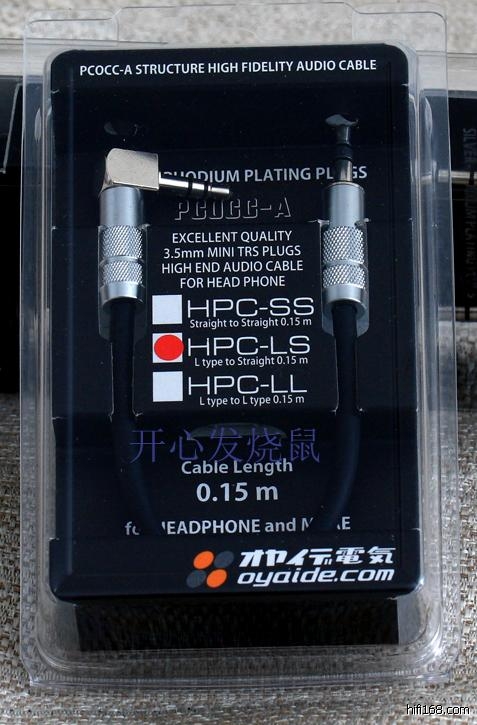 PCOCC-A STRUCTURE HIGH FIDELITY AUDIO CABLE
PLATING PLUGS
PCOCC-A
EXCELLENT QUALITY
3.5mm MINI TRS PLUGS
HIGH END AUDIO CABLE
FOR HEAD PHONE
HPC-SS
Straight to Straight 0.15 m
HPC-LS
L type to Straight 0.15 m
HPC-LL
L type to L type 0.15 m
开心发烧鼠
Cable Length
0.15 m
for HEADPHONE and
オヤイデ電気
oyaide.com
SILVER
hifi168.com